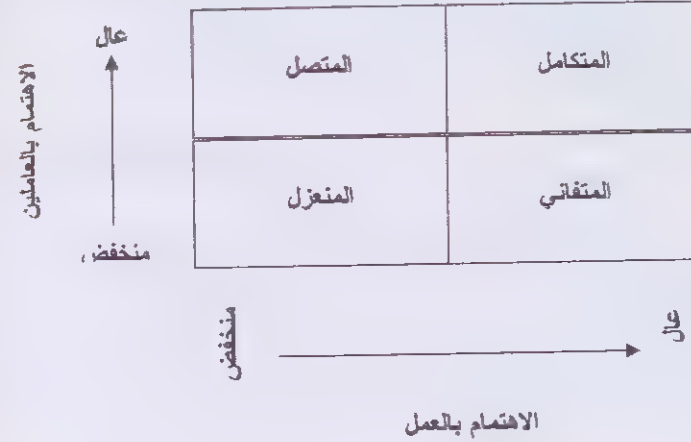 عال
المتصل
المتكامل
الاهتمام بالعاملين
المنعزل
المتفاني
منخفض
منخفض
عال
الاهتمام بالعمل